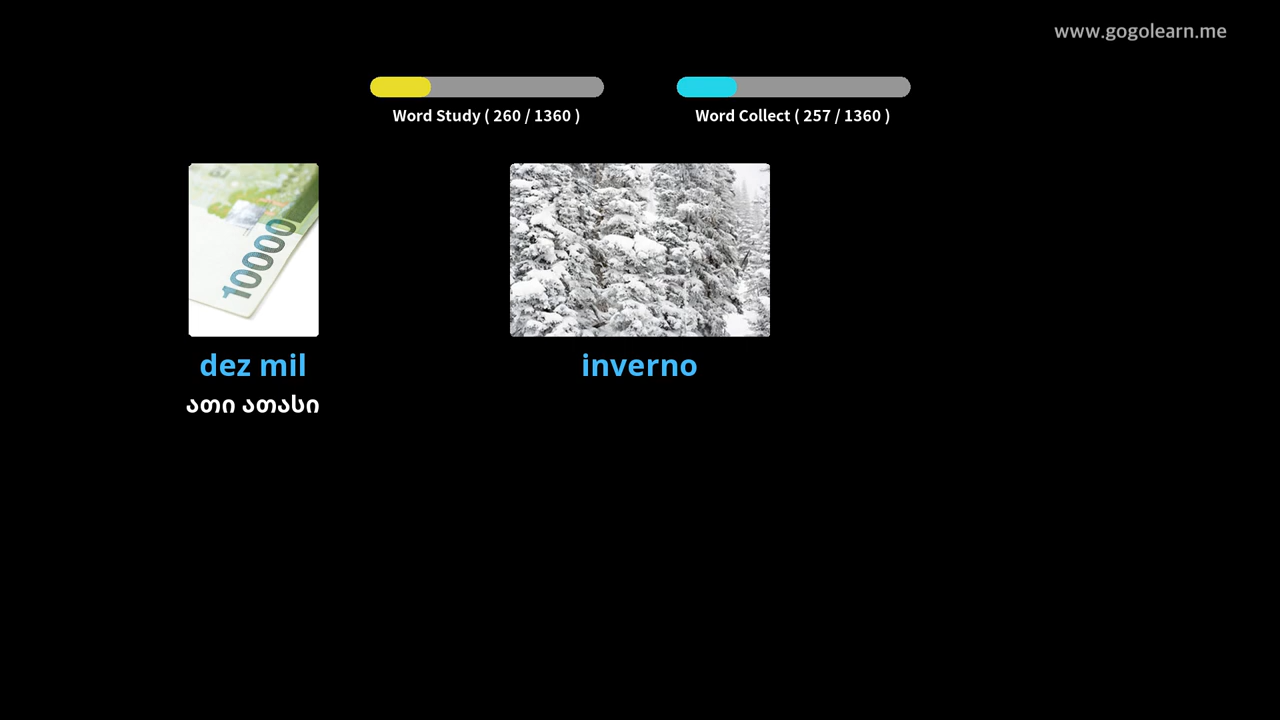 www.gogolearn.me
Word Study ( 260 / 1360 )
Word Collect ( 257 / 1360 )
10000
dez mil
inverno
ათი ათასი